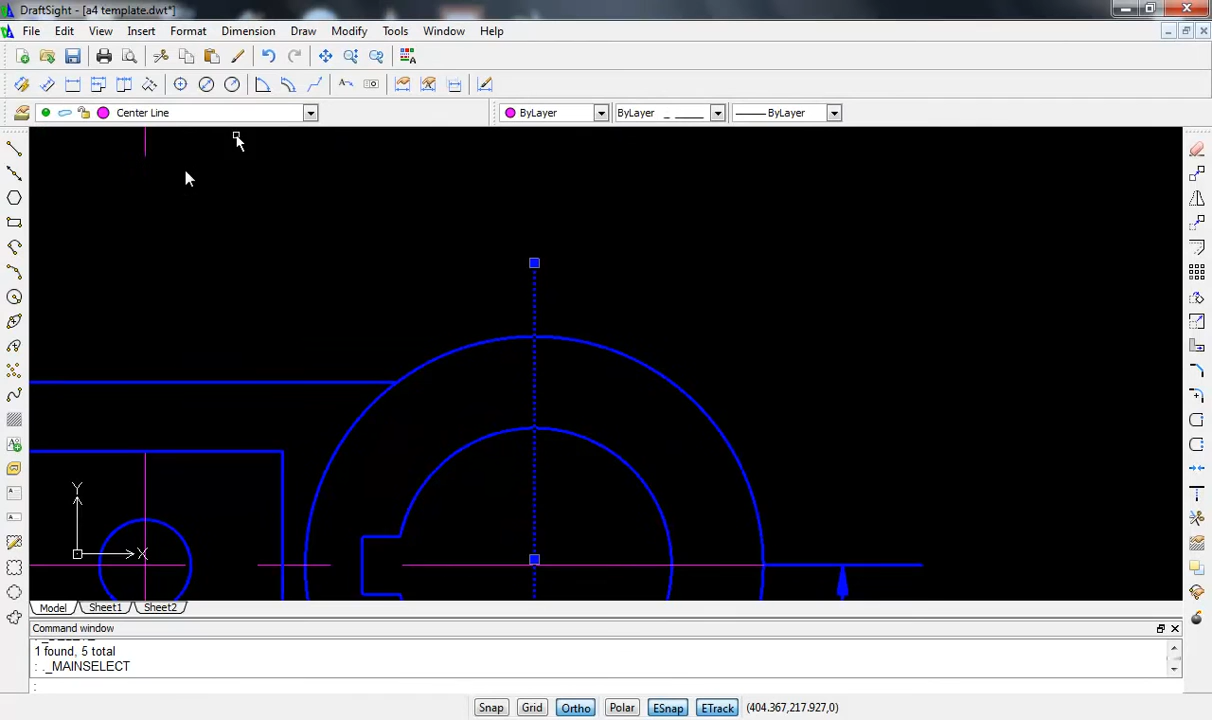 DraftSight - [a4 template.dwt*]
File Edit View Insert Format Dimension Draw Modify Tools Window Help
Center Line ByLayer ByLayer ByLayer
Y
X
Model Sheet1 Sheet2
Command window
1 found, 5 total
: ._MAINSELECT
:
Snap Grid Ortho Polar ESnap ETrack (404.367,217.927,0)